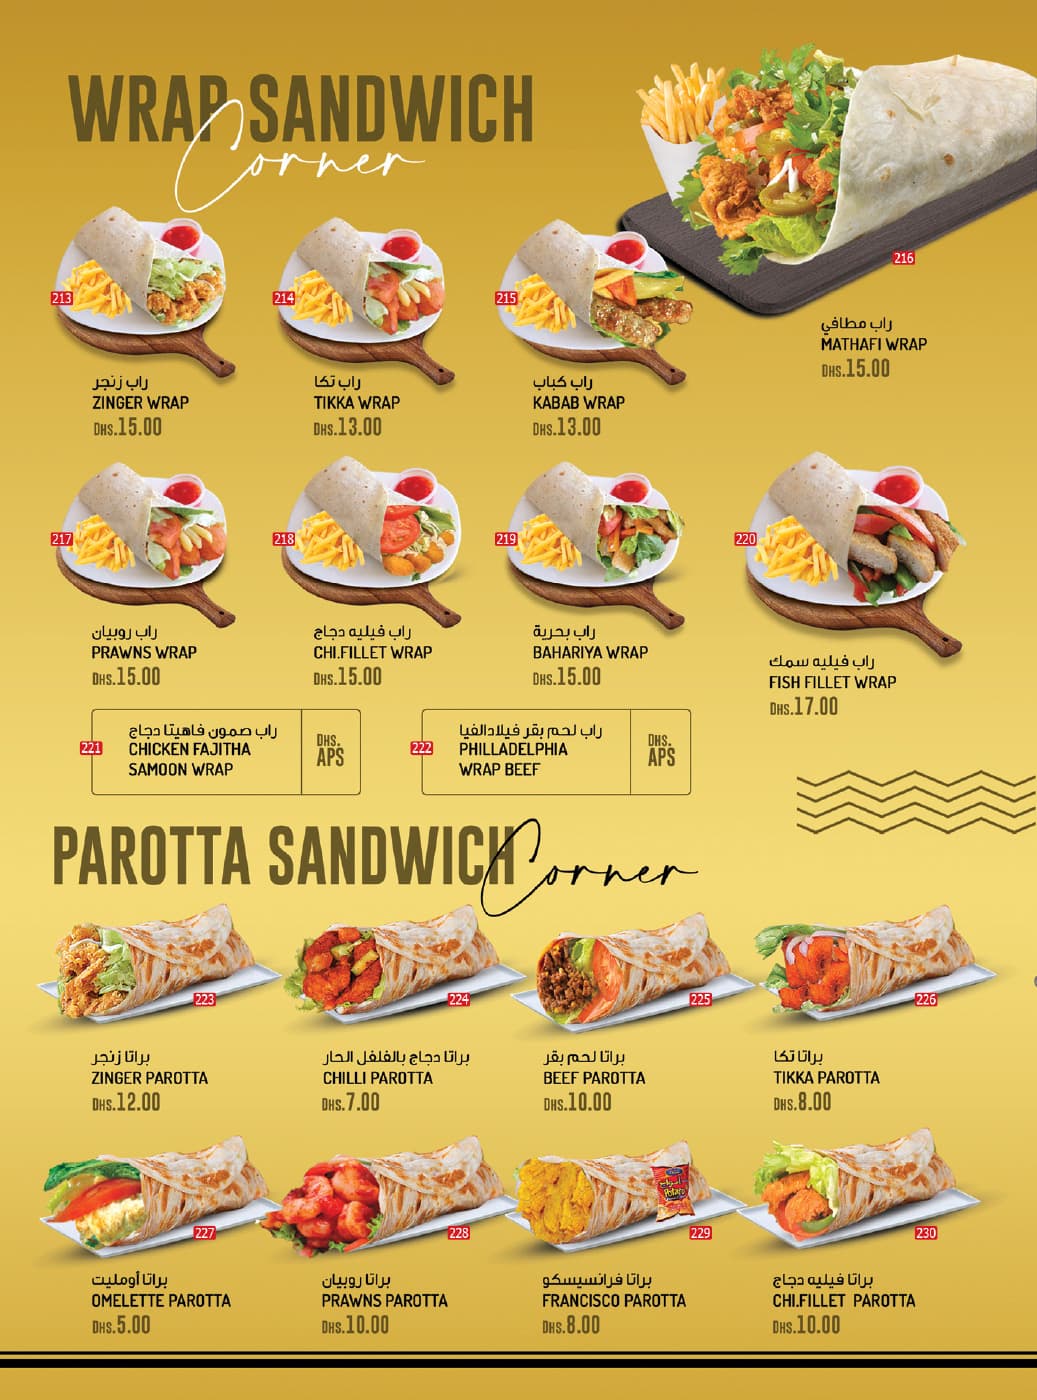 WRAP SANDWICH
Corner
213
214
215
216
راب زنجر
ZINGER WRAP
DHS.15.00
راب تكا
TIKKA WRAP
DHS.13.00
راب كباب
KABAB WRAP
DHS.13.00
راب مطافي
MATHAFI WRAP
DHS.15.00
217
218
219
220
راب روبيان
PRAWNS WRAP
DHS.15.00
راب فيليه دجاج
CHI.FILLET WRAP
DHS.15.00
راب بحرية
BAHARIYA WRAP
DHS.15.00
راب فيليه سمك
FISH FILLET WRAP
DHS.17.00
221
راب صمون فاهيتا دجاج
CHICKEN FAJITHA
SAMOON WRAP
DHS.
APS
222
راب لحم بقر فيلادالفيا
PHILLADELPHIA
WRAP BEEF
DHS.
APS
PAROTTA SANDWICH
Corner
223
224
225
226
براتا زنجر
ZINGER PAROTTA
DHS.12.00
براتا دجاج بالفلفل الحار
CHILLI PAROTTA
DHS.7.00
براتا لحم بقر
BEEF PAROTTA
DHS.10.00
براتا تكا
TIKKA PAROTTA
DHS.8.00
227
228
Potato
229
230
براتا أومليت
OMELETTE PAROTTA
DHS.5.00
براتا روبيان
PRAWNS PAROTTA
DHS.10.00
براتا فرانسيسكو
FRANCISCO PAROTTA
DHS.8.00
براتا فيليه دجاج
CHI.FILLET PAROTTA
DHS.10.00